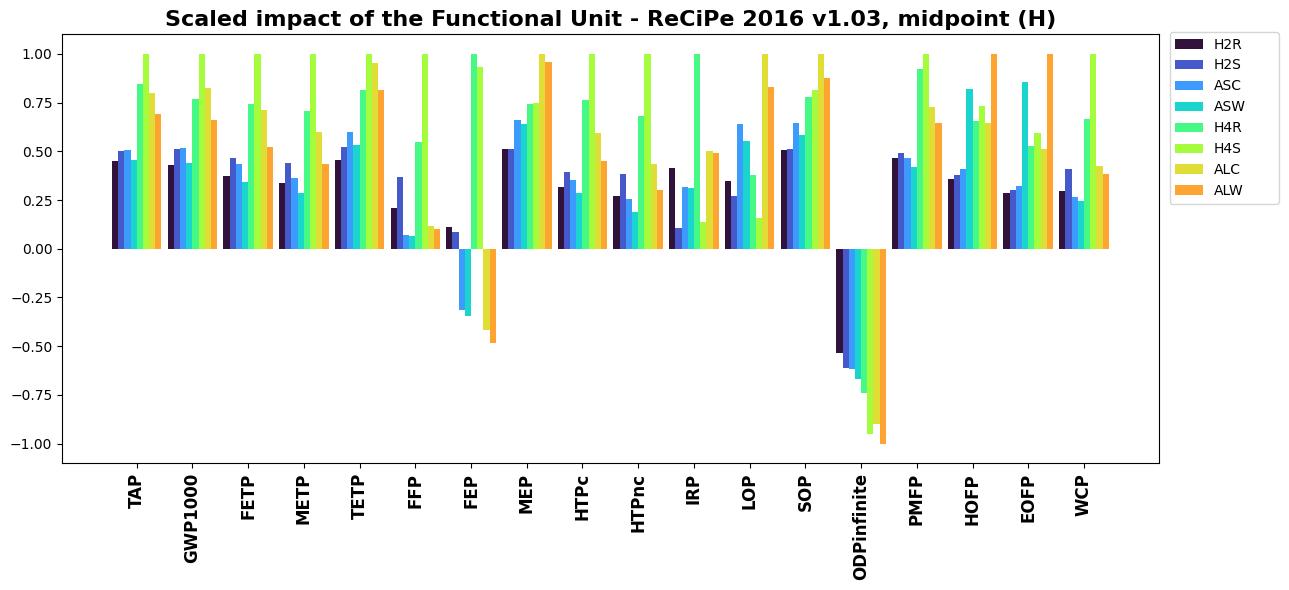 Scaled impact of the Functional Unit - ReCiPe 2016 v1.03, midpoint (H)
1.00
0.75
0.50
0.25
0.00
−0.25
−0.50
−0.75
−1.00
TAP
GWP1000
FETP
METP
TETP
FFP
FEP
MEP
HTPc
HTPnc
IRP
LOP
SOP
ODPinfinite
PMFP
HOFP
EOFP
WCP
H2R
H2S
ASC
ASW
H4R
H4S
ALC
ALW